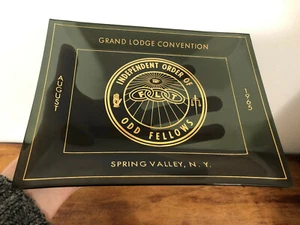 GRAND LODGE CONVENTION
AUGUST
INDEPENDENT ORDER OF
ODD FELLOWS
1965
SPRING VALLEY, N. Y.